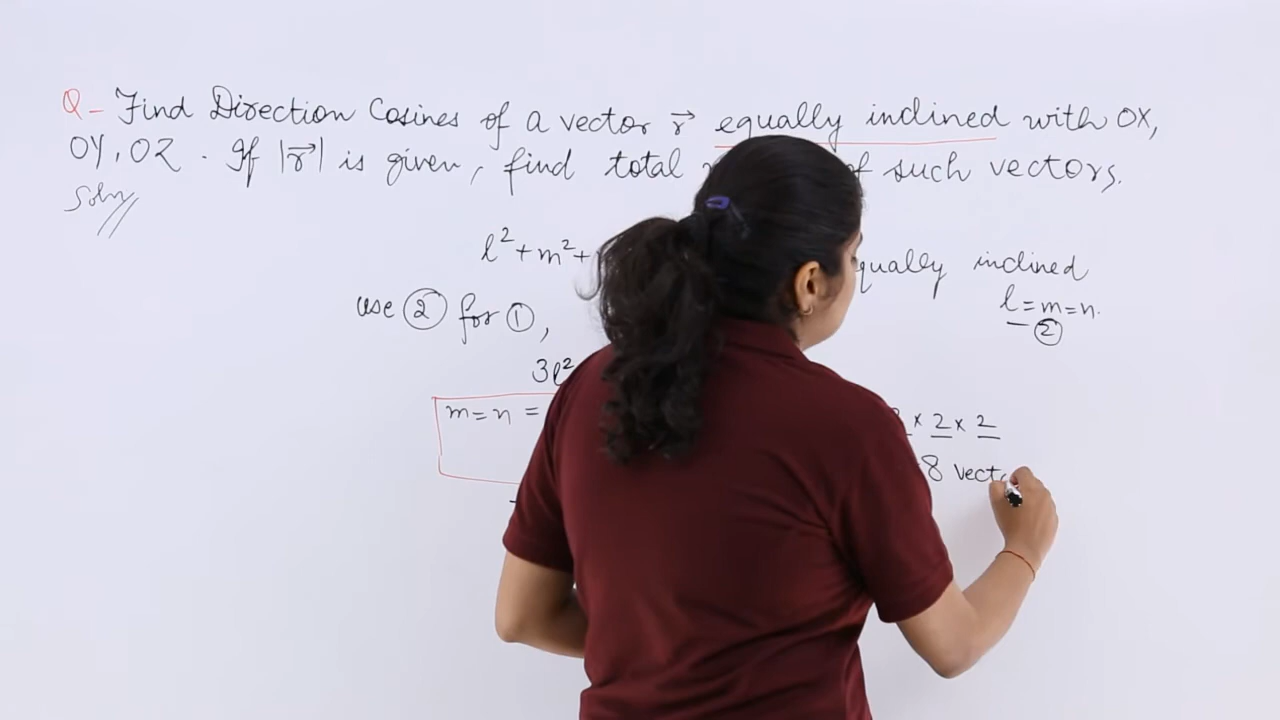 Q- Find Direction Cosines of a vector r⃗ equally inclined with OX,
OY, OZ. If |r⃗| is given, find total of such vectors.
Soln
l² + m² +
equally inclined
l = m = n.
— ②
use ② for ①,
3l²
m = n =
× 2 × 2
8 vect